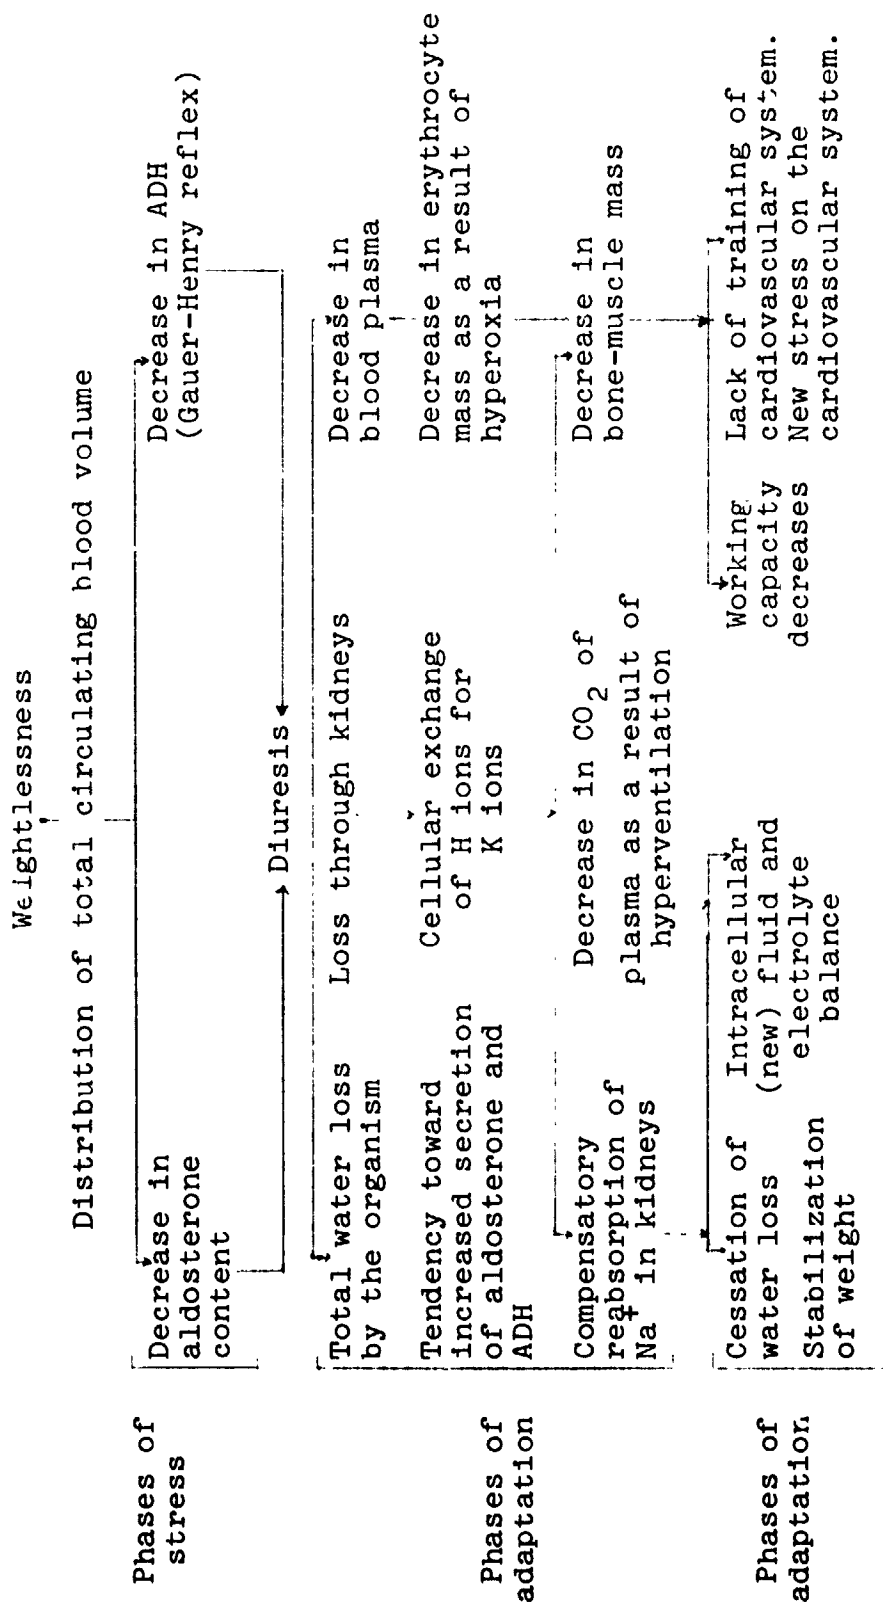 Weightlessness
Distribution of total circulating blood volume
Phases of
stress
Decrease in
aldosterone
content
Decrease in ADH
(Gauer-Henry reflex)
Diuresis
Phases of
adaptation
Total water loss
by the organism
Loss through kidneys
Decrease in
blood plasma
Tendency toward
increased secretion
of aldosterone and
ADH
Cellular exchange
of H ions for
K ions
Decrease in erythrocyte
mass as a result of
hyperoxia
Compensatory
reabsorption of
Na+ in kidneys
Decrease in CO2 of
plasma as a result of
hyperventilation
Decrease in
bone-muscle mass
Phases of
adaptation
Cessation of
water loss
Stabilization
of weight
Intracellular
(new) fluid and
electrolyte
balance
Working
capacity
decreases
Lack of training of
cardiovascular system.
New stress on the
cardiovascular system.